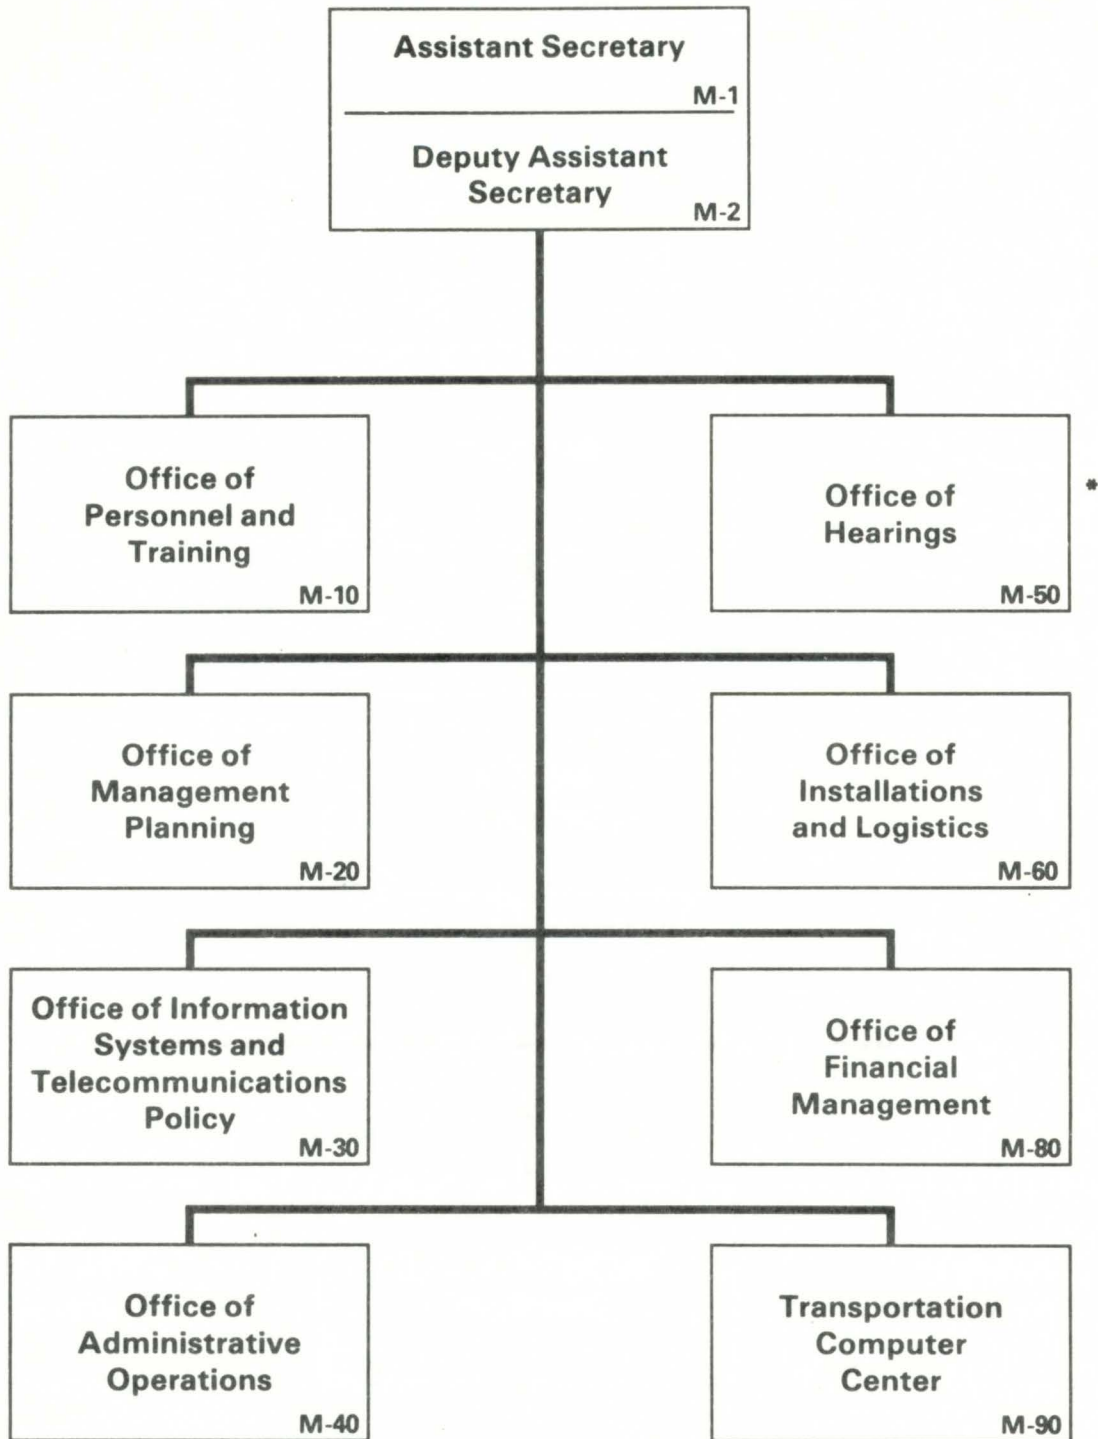 Assistant Secretary
M-1
Deputy Assistant
Secretary
M-2
Office of
Personnel and
Training
M-10
Office of
Hearings
M-50
*
Office of
Management
Planning
M-20
Office of
Installations
and Logistics
M-60
Office of Information
Systems and
Telecommunications
Policy
M-30
Office of
Financial
Management
M-80
Office of
Administrative
Operations
M-40
Transportation
Computer
Center
M-90